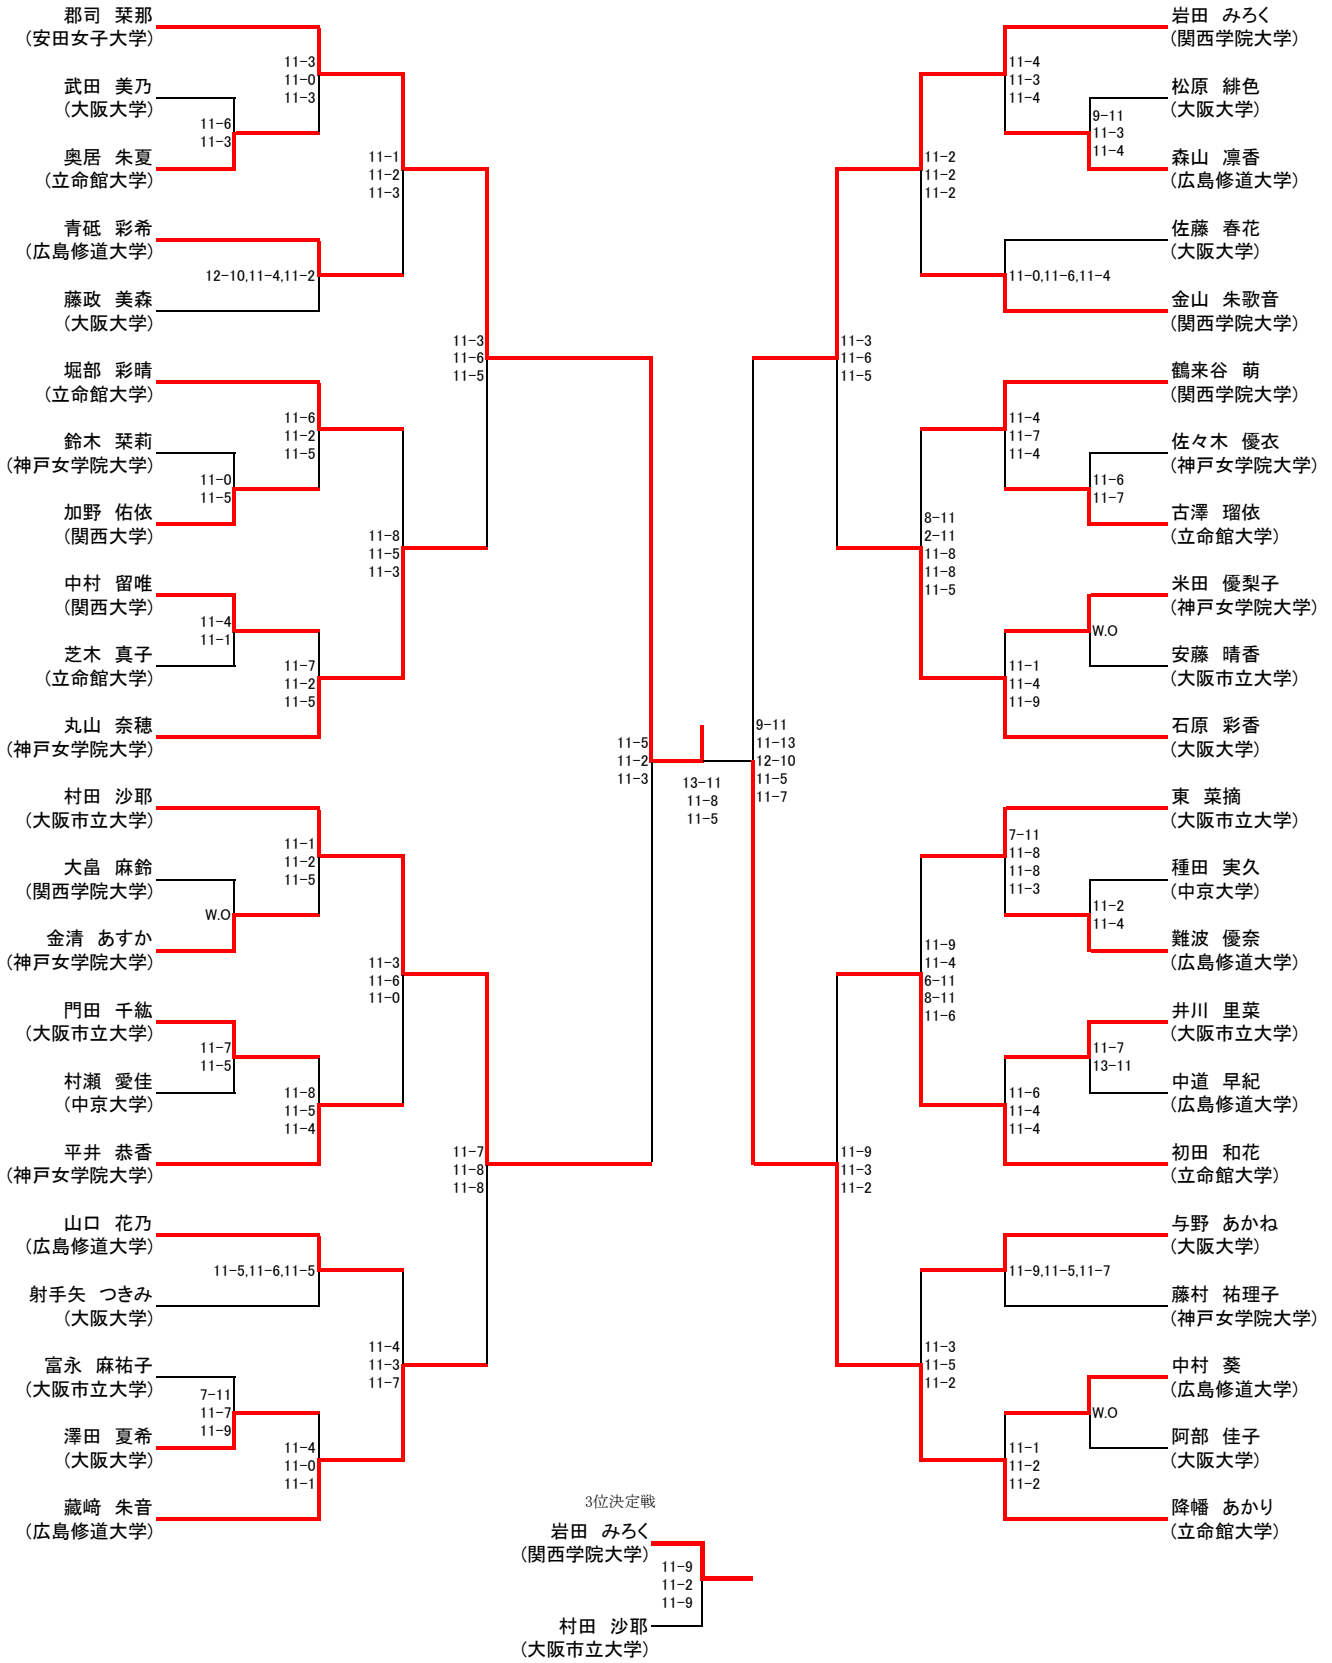 郡司 栞那
(安田女子大学)
11-3
11-0
11-3
武田 美乃
(大阪大学)
11-6
11-3
奥居 朱夏
(立命館大学)
11-1
11-2
11-3
青砥 彩希
(広島修道大学)
12-10,11-4,11-2
藤政 美森
(大阪大学)
11-3
11-6
11-5
堀部 彩晴
(立命館大学)
11-6
11-2
11-5
鈴木 栞莉
(神戸女学院大学)
11-0
11-5
加野 佑依
(関西大学)
11-8
11-5
11-3
中村 留唯
(関西大学)
11-4
11-1
芝木 真子
(立命館大学)
11-7
11-2
11-5
丸山 奈穂
(神戸女学院大学)
11-5
11-2
11-3
村田 沙耶
(大阪市立大学)
11-1
11-2
11-5
大畠 麻鈴
(関西学院大学)
W.O
金清 あすか
(神戸女学院大学)
11-3
11-6
11-0
門田 千紘
(大阪市立大学)
11-7
11-5
村瀬 愛佳
(中京大学)
11-8
11-5
11-4
平井 恭香
(神戸女学院大学)
11-7
11-8
11-8
山口 花乃
(広島修道大学)
11-5,11-6,11-5
射手矢 つきみ
(大阪大学)
11-4
11-3
11-7
富永 麻祐子
(大阪市立大学)
7-11
11-7
11-9
澤田 夏希
(大阪大学)
11-4
11-0
11-1
藏﨑 朱音
(広島修道大学)
13-11
11-8
11-5
岩田 みろく
(関西学院大学)
11-4
11-3
11-4
松原 緋色
(大阪大学)
9-11
11-3
11-4
森山 凛香
(広島修道大学)
11-2
11-2
11-2
佐藤 春花
(大阪大学)
11-0,11-6,11-4
金山 朱歌音
(関西学院大学)
11-3
11-6
11-5
鶴来谷 萌
(関西学院大学)
11-4
11-7
11-4
佐々木 優衣
(神戸女学院大学)
11-6
11-7
古澤 瑠依
(立命館大学)
8-11
2-11
11-8
11-8
11-5
米田 優梨子
(神戸女学院大学)
W.O
安藤 晴香
(大阪市立大学)
11-1
11-4
11-9
石原 彩香
(大阪大学)
9-11
11-13
12-10
11-5
11-7
東 菜摘
(大阪市立大学)
7-11
11-8
11-8
11-3
種田 実久
(中京大学)
11-2
11-4
難波 優奈
(広島修道大学)
11-9
11-4
6-11
8-11
11-6
井川 里菜
(大阪市立大学)
11-7
13-11
中道 早紀
(広島修道大学)
11-6
11-4
11-4
初田 和花
(立命館大学)
11-9
11-3
11-2
与野 あかね
(大阪大学)
11-9,11-5,11-7
藤村 祐理子
(神戸女学院大学)
11-3
11-5
11-2
中村 葵
(広島修道大学)
W.O
阿部 佳子
(大阪大学)
11-1
11-2
11-2
降幡 あかり
(立命館大学)
3位決定戦
岩田 みろく
(関西学院大学)
11-9
11-2
11-9
村田 沙耶
(大阪市立大学)